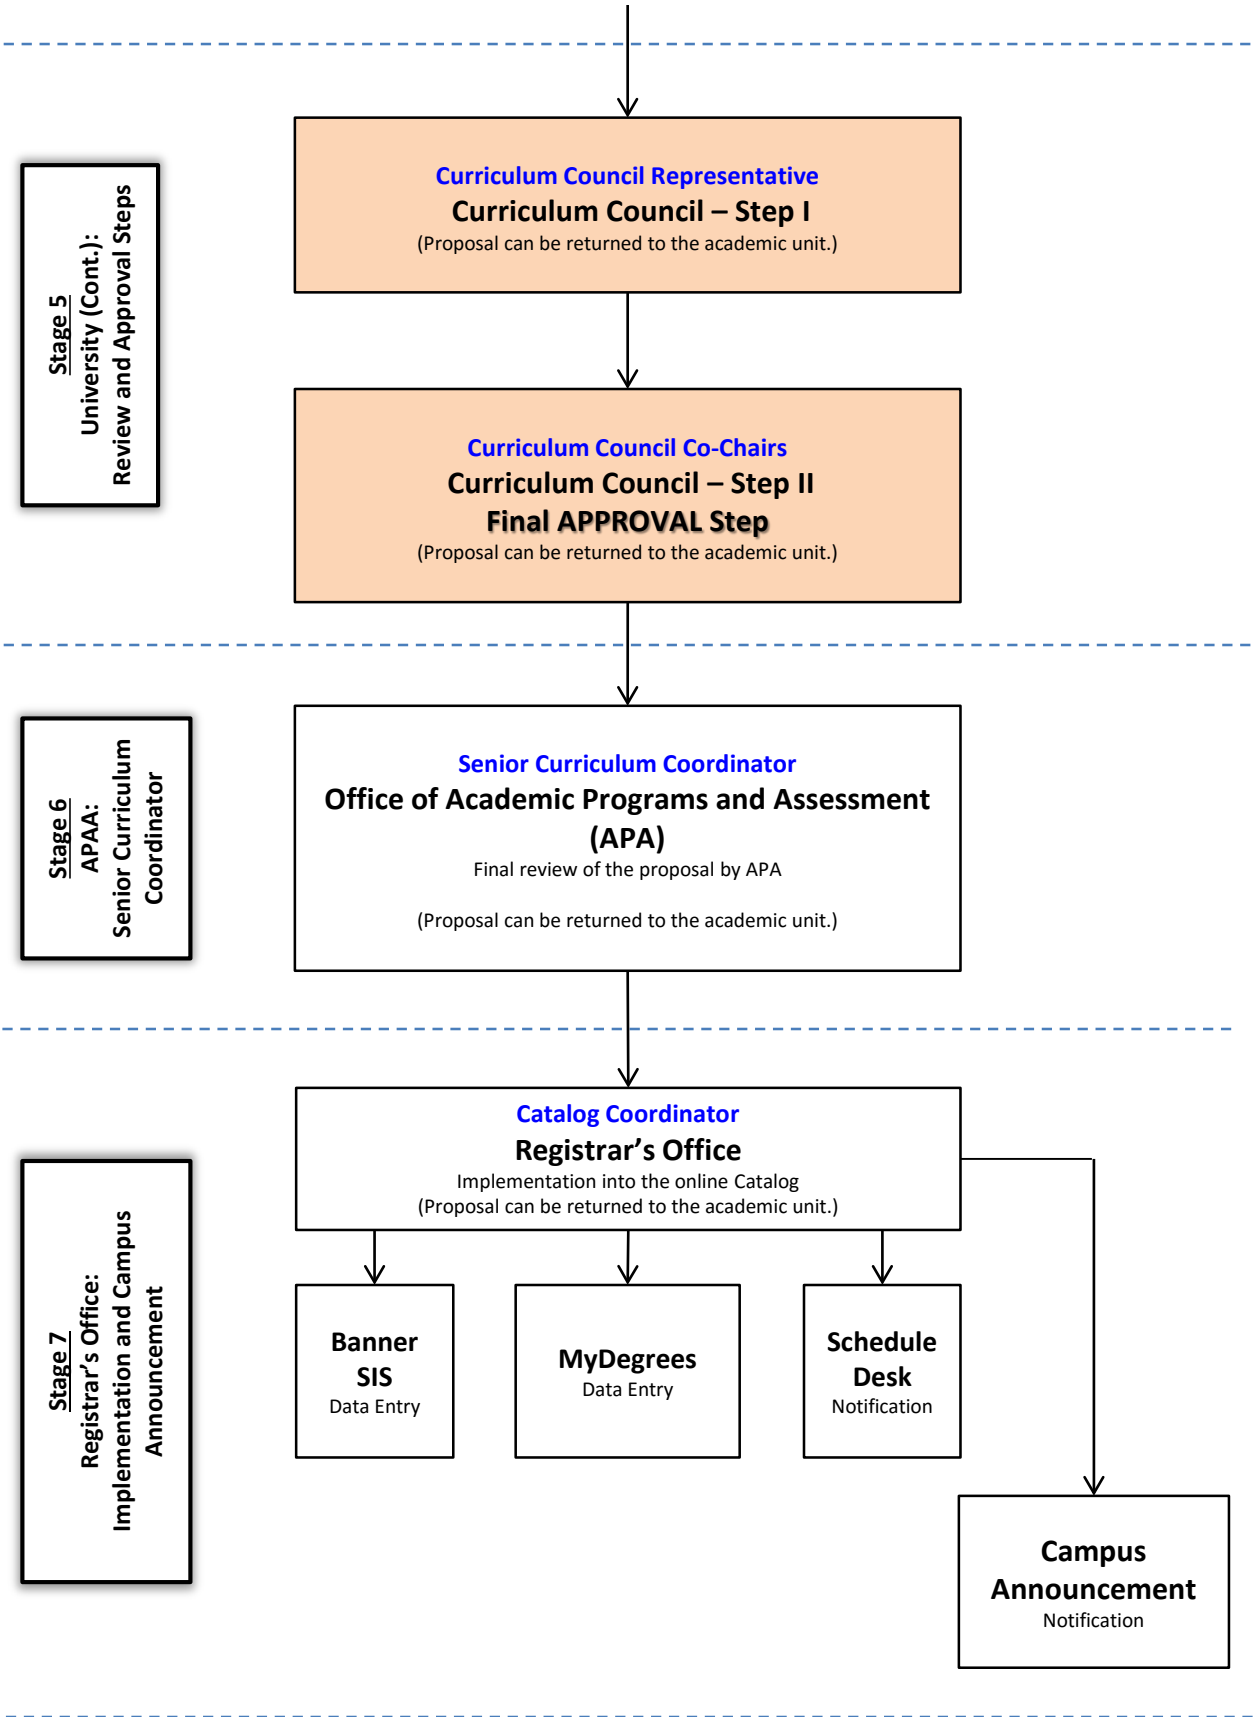 Stage 5
University (Cont.):
Review and Approval Steps
Curriculum Council Representative
Curriculum Council – Step I
(Proposal can be returned to the academic unit.)
Curriculum Council Co-Chairs
Curriculum Council – Step II
Final APPROVAL Step
(Proposal can be returned to the academic unit.)
Stage 6
APAA:
Senior Curriculum
Coordinator
Senior Curriculum Coordinator
Office of Academic Programs and Assessment
(APA)
Final review of the proposal by APA
(Proposal can be returned to the academic unit.)
Stage 7
Registrar’s Office:
Implementation and Campus
Announcement
Catalog Coordinator
Registrar’s Office
Implementation into the online Catalog
(Proposal can be returned to the academic unit.)
Banner
SIS
Data Entry
MyDegrees
Data Entry
Schedule
Desk
Notification
Campus
Announcement
Notification